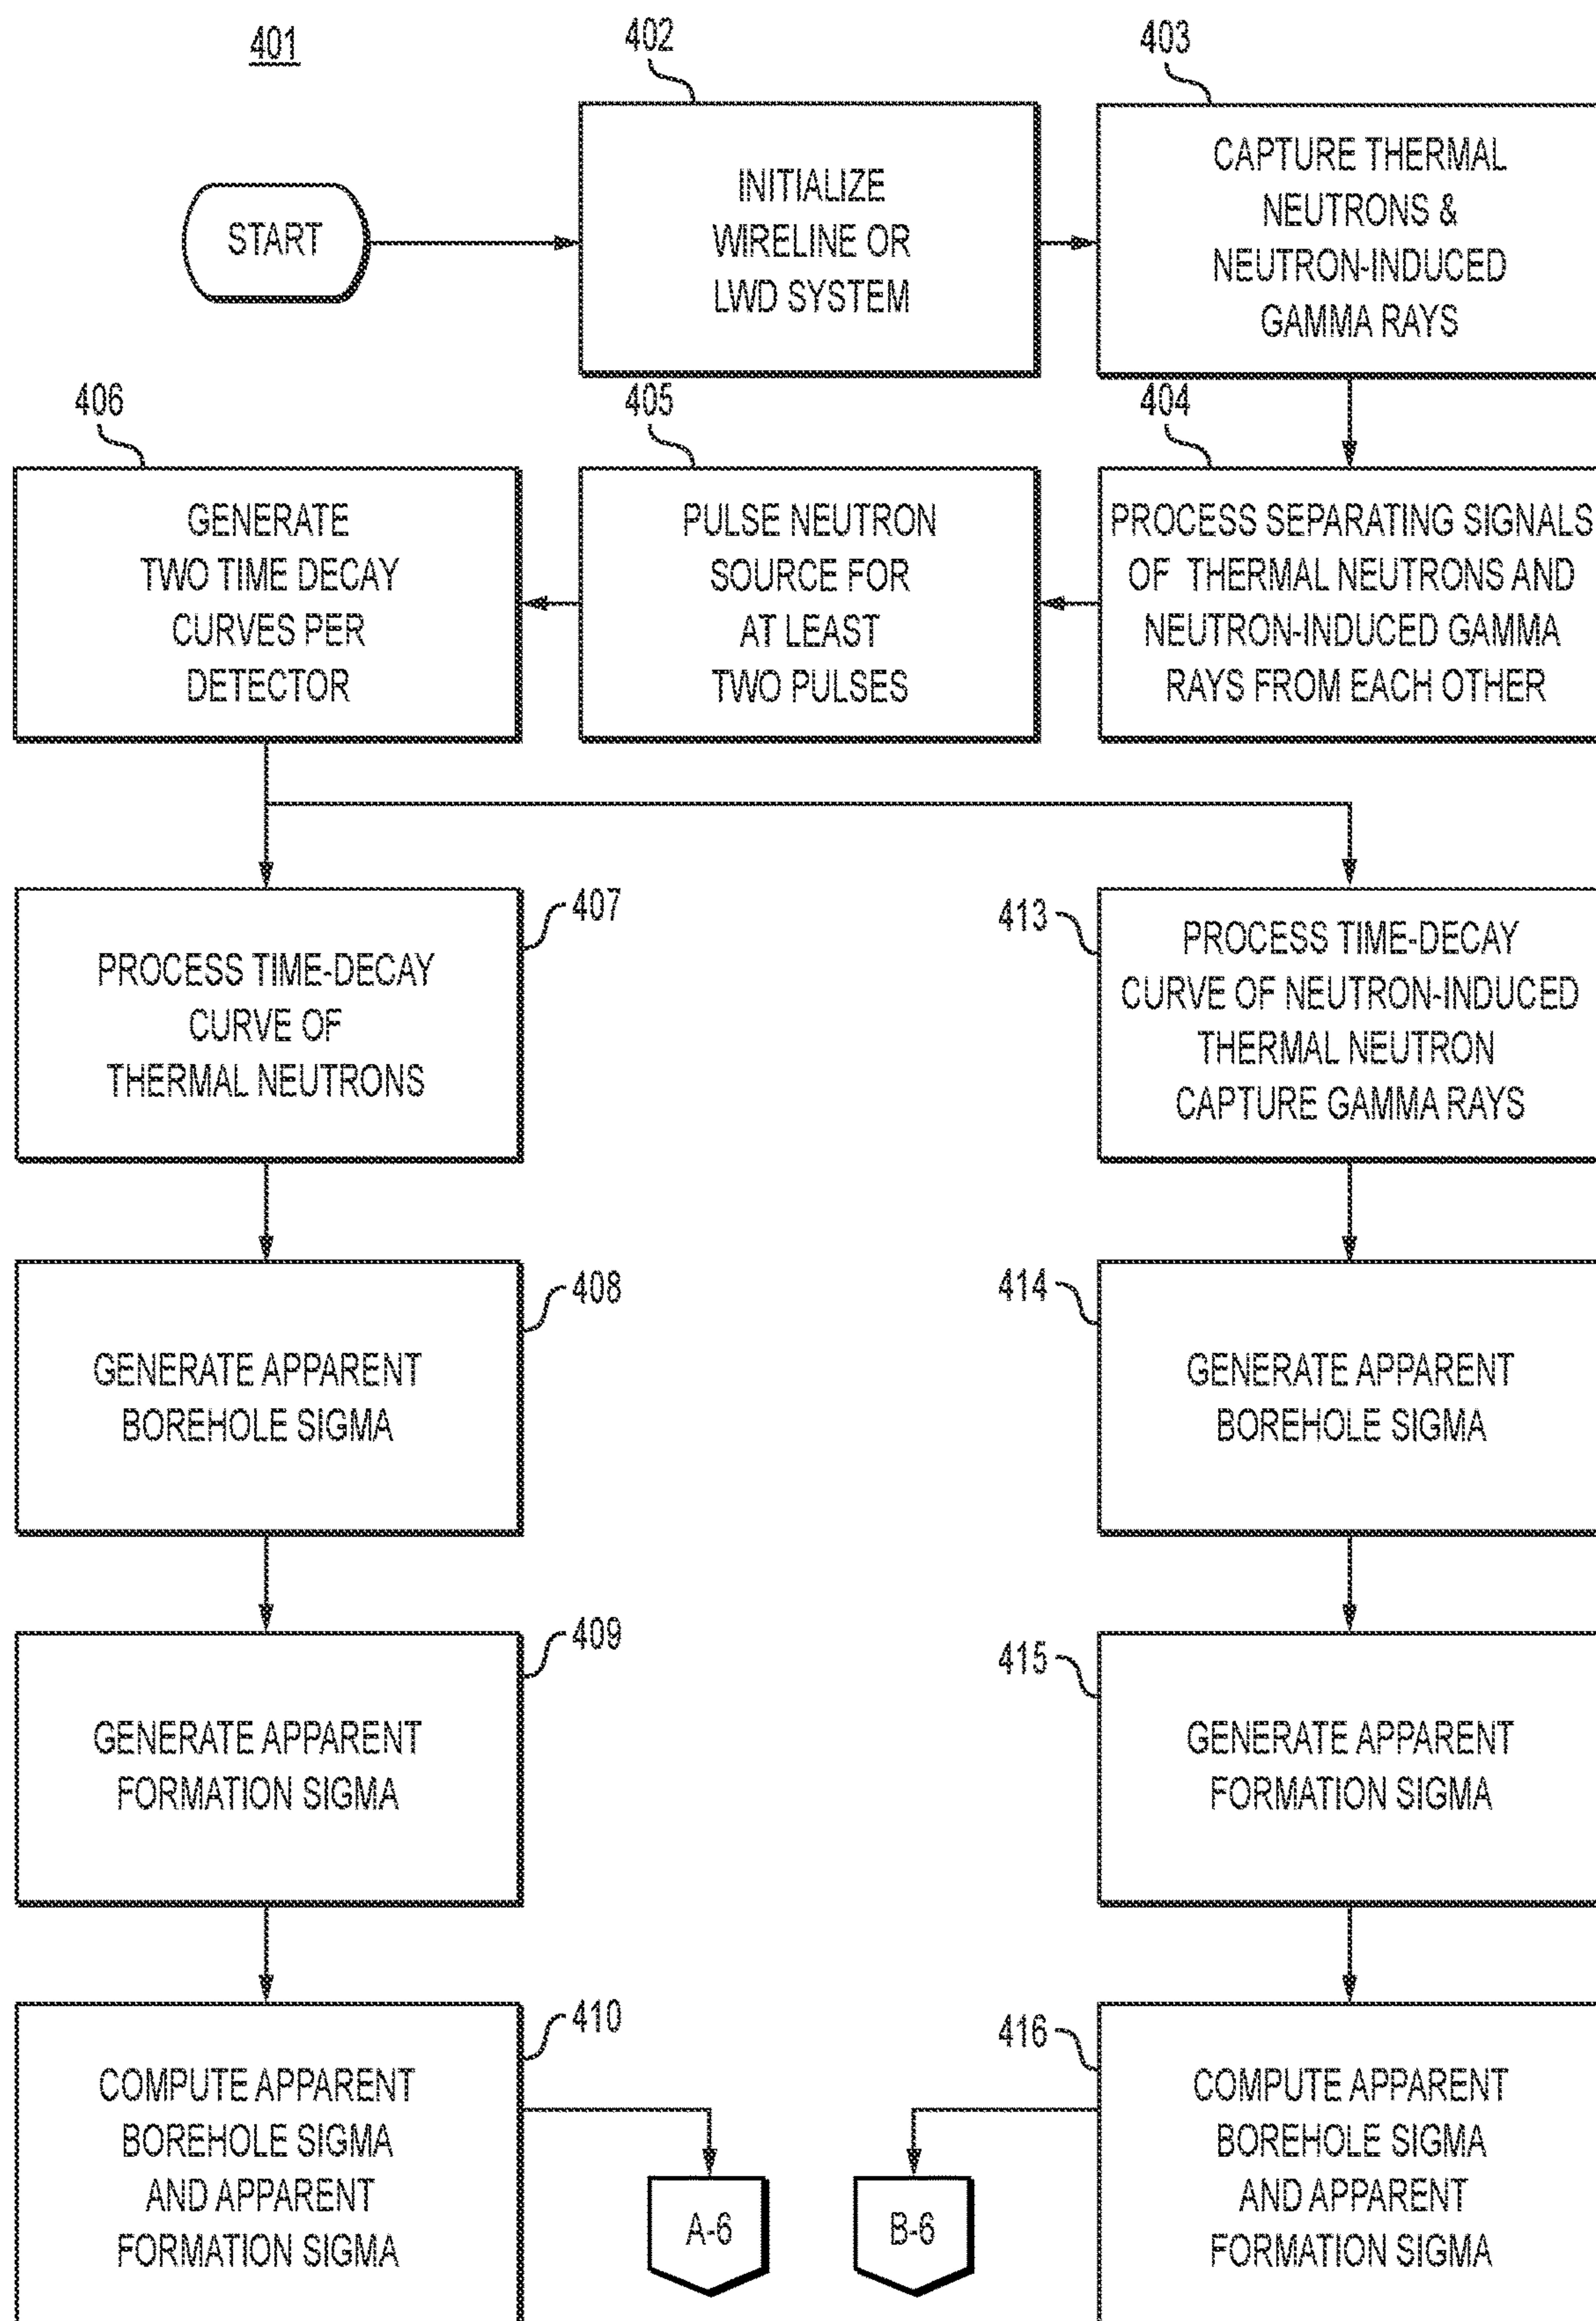 401
402
403
START
INITIALIZE
WIRELINE OR
LWD SYSTEM
CAPTURE THERMAL
NEUTRONS &
NEUTRON-INDUCED
GAMMA RAYS
406
405
404
GENERATE
TWO TIME DECAY
CURVES PER
DETECTOR
PULSE NEUTRON
SOURCE FOR
AT LEAST
TWO PULSES
PROCESS SEPARATING SIGNALS
OF THERMAL NEUTRONS AND
NEUTRON-INDUCED GAMMA
RAYS FROM EACH OTHER
407
PROCESS TIME-DECAY
CURVE OF
THERMAL NEUTRONS
413
PROCESS TIME-DECAY
CURVE OF NEUTRON-INDUCED
THERMAL NEUTRON
CAPTURE GAMMA RAYS
408
GENERATE APPARENT
BOREHOLE SIGMA
414
GENERATE APPARENT
BOREHOLE SIGMA
409
GENERATE APPARENT
FORMATION SIGMA
415
GENERATE APPARENT
FORMATION SIGMA
410
COMPUTE APPARENT
BOREHOLE SIGMA
AND APPARENT
FORMATION SIGMA
416
COMPUTE APPARENT
BOREHOLE SIGMA
AND APPARENT
FORMATION SIGMA
A-6
B-6